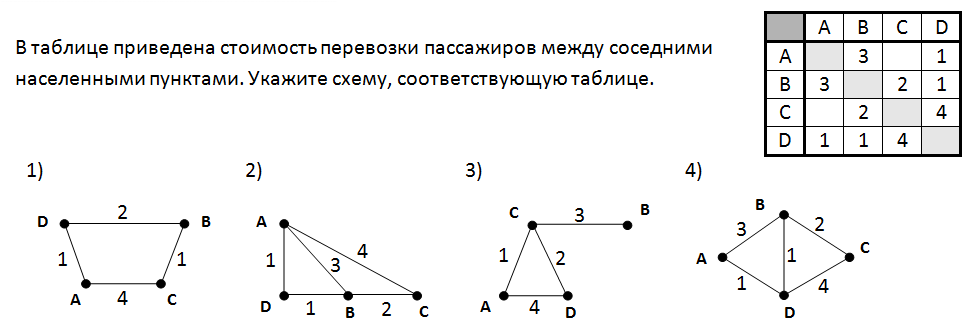 В таблице приведена стоимость перевозки пассажиров между соседними
населенными пунктами. Укажите схему, соответствующую таблице.
A B C D
A 3 1
B 3 2 1
C 2 4
D 1 1 4
1) 2) 3) 4)
D 2 B
1 1
A 4 C
A
1 3 4
D 1 B 2 C
C 3 B
1 2
A 4 D
B
3 2
A 1 C
1 4
D